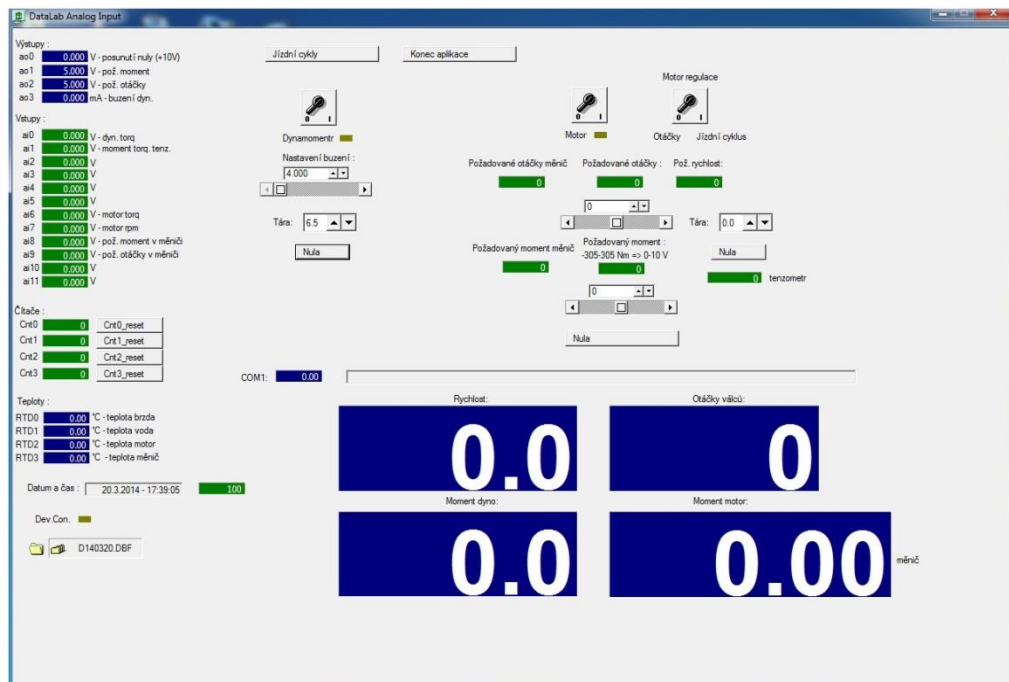 DataLab Analog Input
Výstupy :
ao0 0.000 V - posunutí nuly (+10V)
ao1 5.000 V - pož. moment
ao2 5.000 V - pož. otáčky
ao3 0.000 mA - buzení dyn.
Vstupy :
ai0 0.000 V - dyn. torq
ai1 0.000 V - moment torq. tenz.
ai2 0.000 V
ai3 0.000 V
ai4 0.000 V
ai5 0.000 V
ai6 0.000 V - motor torq
ai7 0.000 V - motor rpm
ai8 0.000 V - pož. moment v měniči
ai9 0.000 V - pož. otáčky v měniči
ai10 0.000 V
ai11 0.000 V
Čítače :
Cnt0 0 Cnt0_reset
Cnt1 0 Cnt1_reset
Cnt2 0 Cnt2_reset
Cnt3 0 Cnt3_reset
Teploty :
RTD0 0.00 °C - teplota brzda
RTD1 0.00 °C - teplota voda
RTD2 0.00 °C - teplota motor
RTD3 0.00 °C - teplota měnič
Datum a čas : 20.3.2014 - 17:39:05 100
Dev.Con.
D140320.DBF
Jízdní cykly
Konec aplikace
0 I
Dynamomentr
Nastavení buzení :
4.000
Tára: 6.5
Nula
Motor regulace
0 I
0 I
Motor
Otáčky Jízdní cyklus
Požadované otáčky měnič Požadované otáčky : Pož. rychlost:
0 0 0
0
Tára: 0.0
Požadovaný moment měnič
Požadovaný moment :
-305-305 Nm => 0-10 V
Nula
0 0
0 tenzometr
0
Nula
COM1: 0.00
Rychlost: Otáčky válců:
0.0 0
Moment dyno: Moment motor:
0.0 0.00 měnič